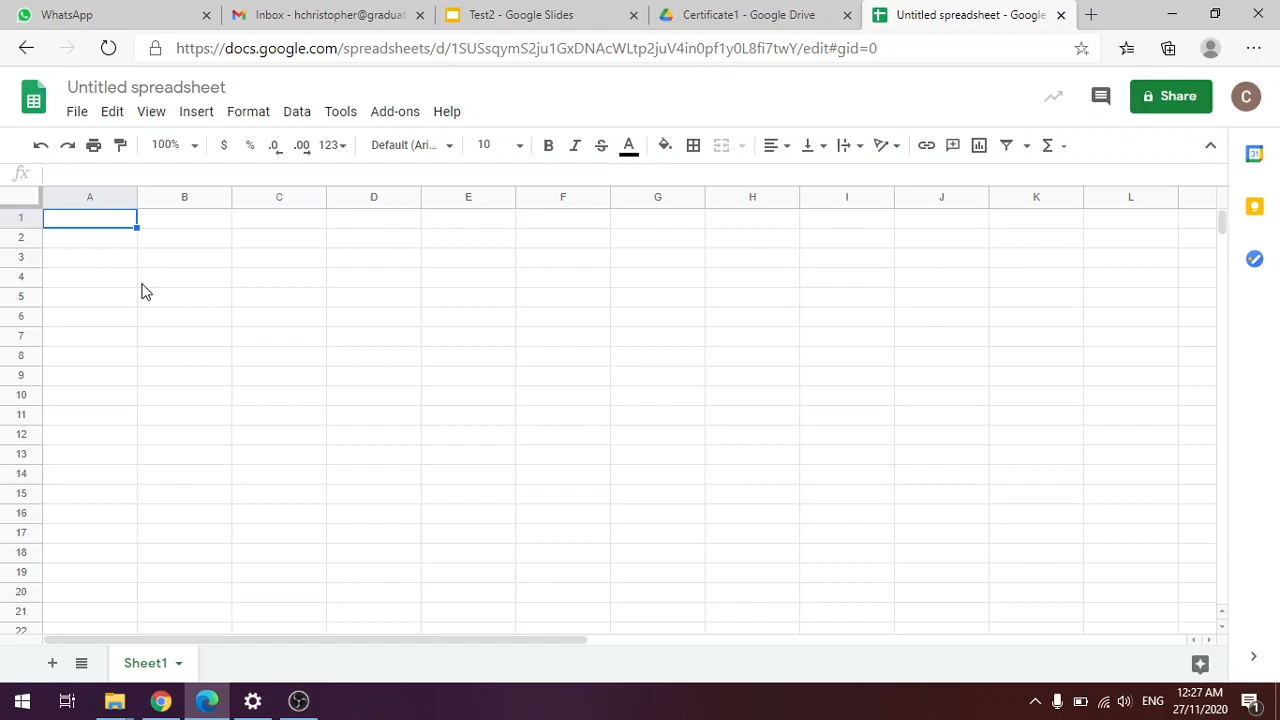 WhatsApp
Inbox - hchristopher@graduat
Test2 - Google Slides
Certificate1 - Google Drive
Untitled spreadsheet - Google
https://docs.google.com/spreadsheets/d/1SUSsqymS2ju1GxDNAcWLtp2juV4in0pf1y0L8fi7twY/edit#gid=0
Untitled spreadsheet
File Edit View Insert Format Data Tools Add-ons Help
Share
C
100% $ % .0 .00 123 Default (Ari... 10 B I S A Σ
31
fx
A B C D E F G H I J K L
1
2
3
4
5
6
7
8
9
10
11
12
13
14
15
16
17
18
19
20
21
22
Sheet1
ENG
12:27 AM
27/11/2020
1